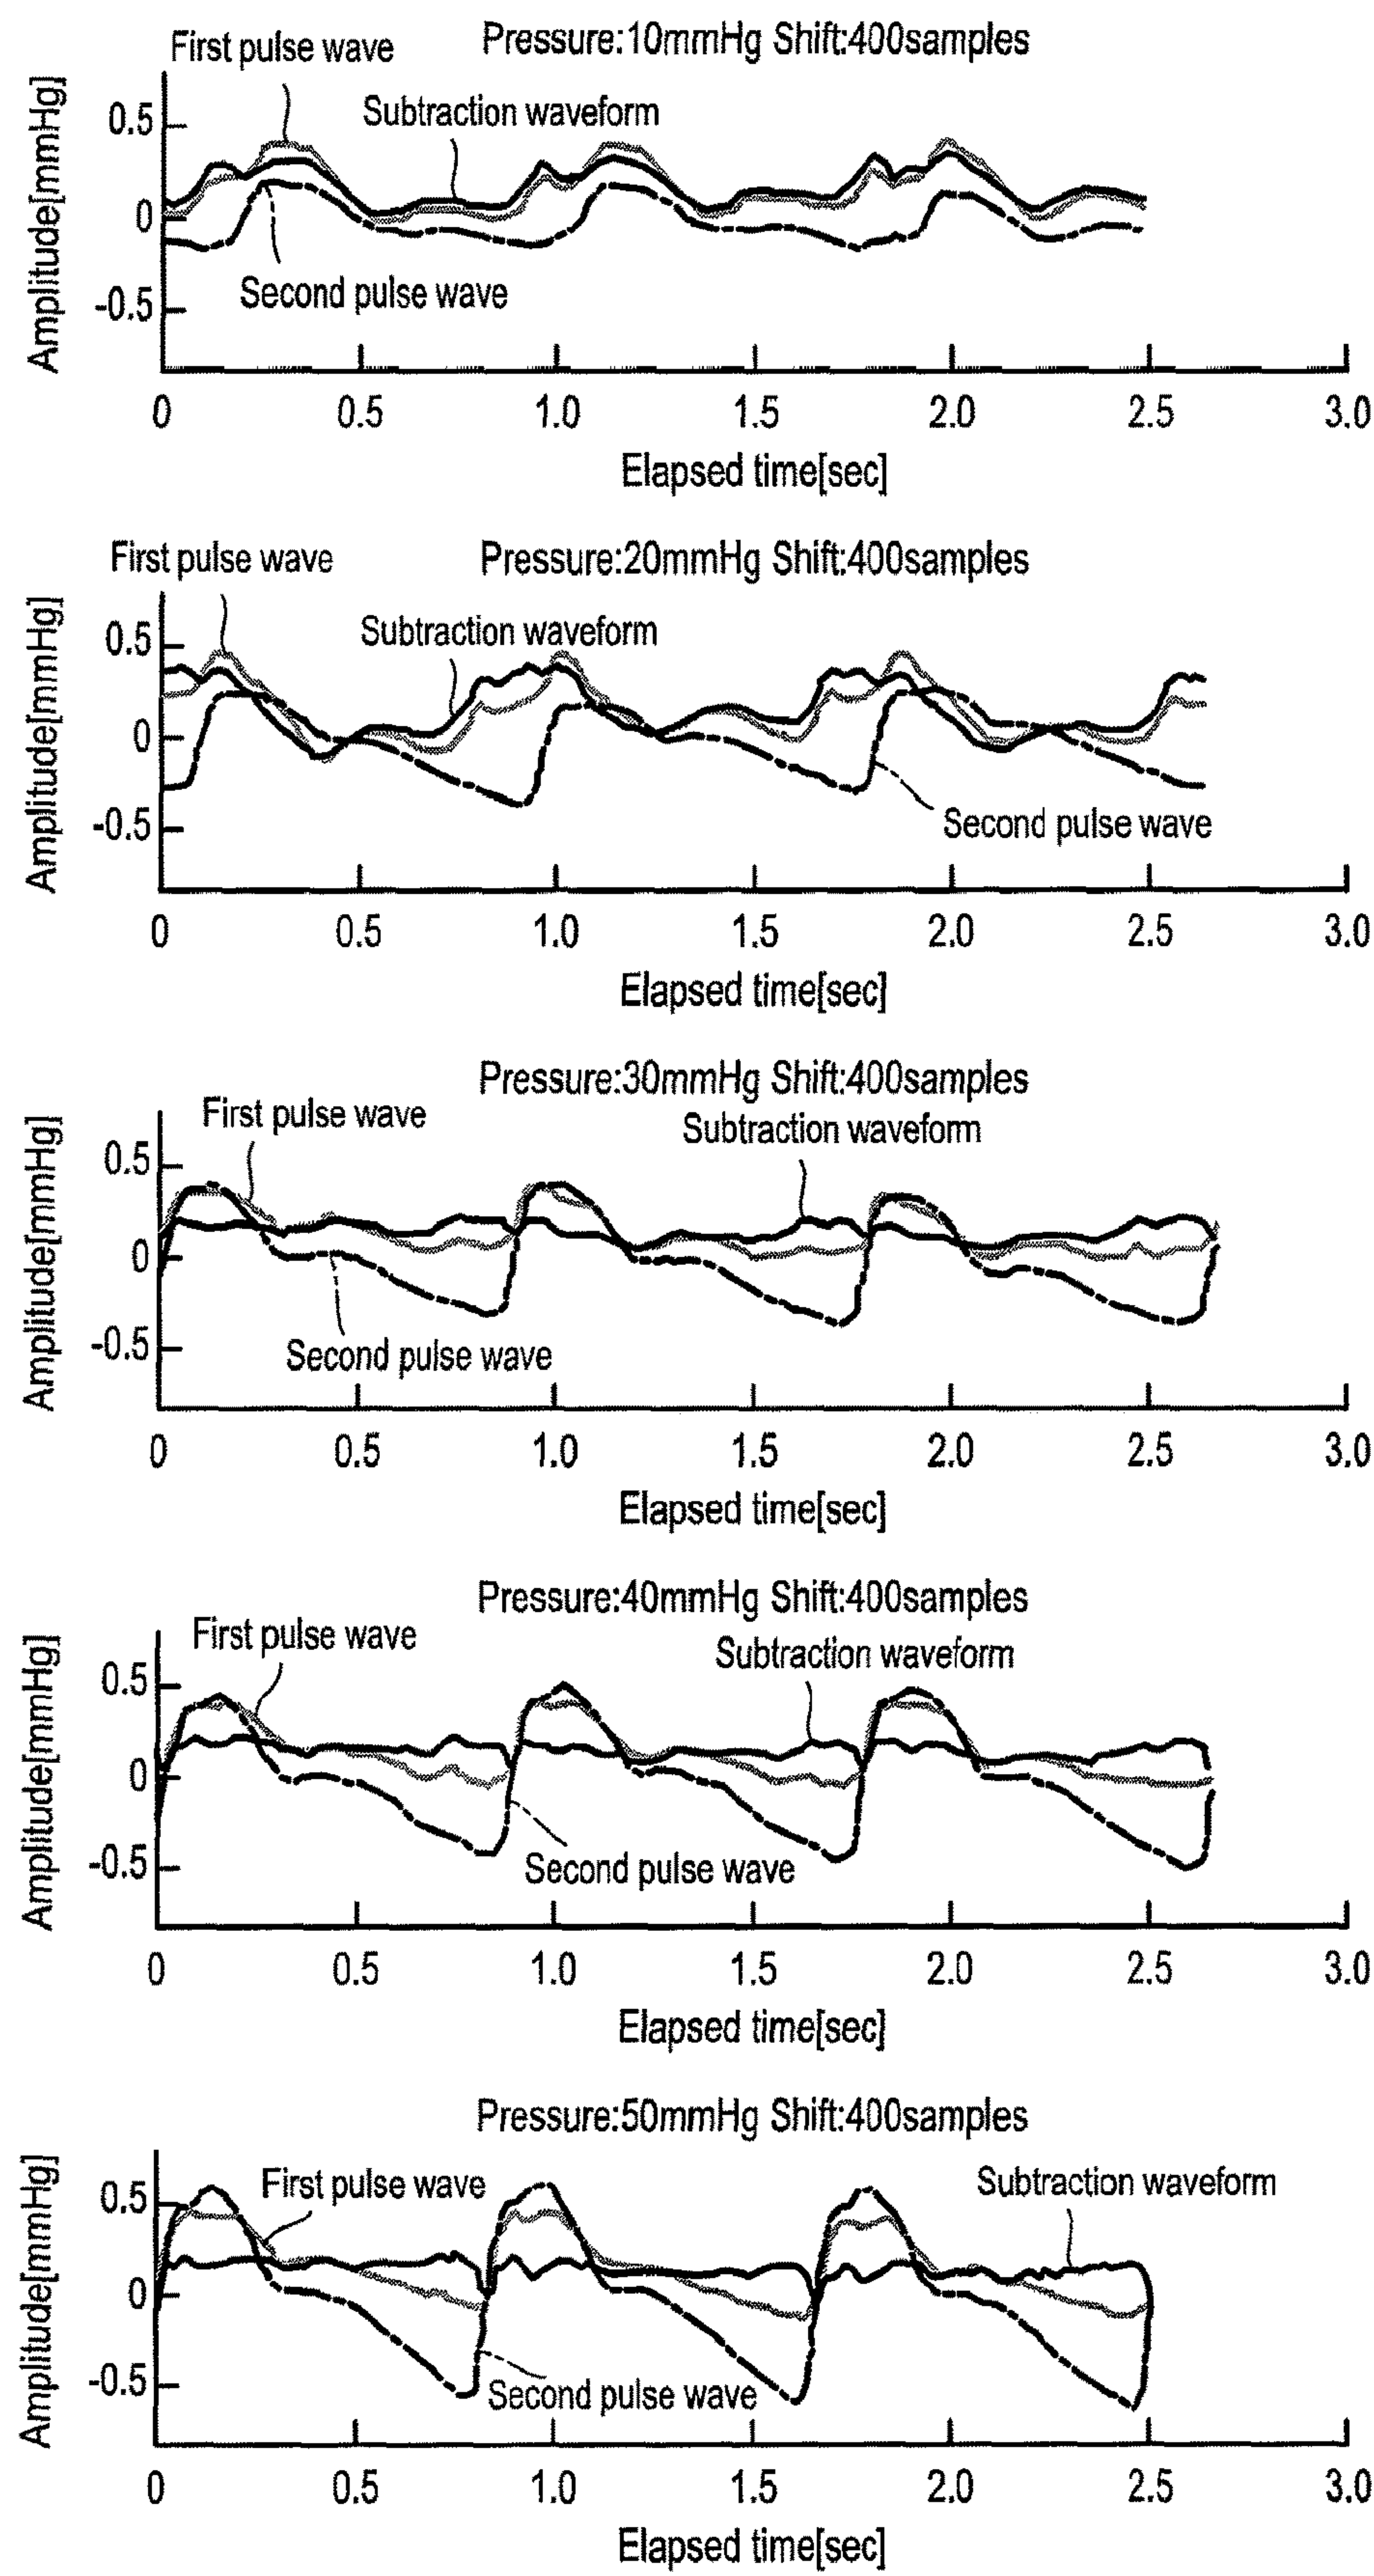 Pressure:10mmHg Shift:400samples
First pulse wave
Subtraction waveform
Amplitude[mmHg]
0.5
0
-0.5
Second pulse wave
0 0.5 1.0 1.5 2.0 2.5 3.0
Elapsed time[sec]
Pressure:20mmHg Shift:400samples
First pulse wave
Subtraction waveform
Amplitude[mmHg]
0.5
0
-0.5
Second pulse wave
0 0.5 1.0 1.5 2.0 2.5 3.0
Elapsed time[sec]
Pressure:30mmHg Shift:400samples
First pulse wave
Subtraction waveform
Amplitude[mmHg]
0.5
0
-0.5
Second pulse wave
0 0.5 1.0 1.5 2.0 2.5 3.0
Elapsed time[sec]
Pressure:40mmHg Shift:400samples
First pulse wave
Subtraction waveform
Amplitude[mmHg]
0.5
0
-0.5
Second pulse wave
0 0.5 1.0 1.5 2.0 2.5 3.0
Elapsed time[sec]
Pressure:50mmHg Shift:400samples
First pulse wave
Subtraction waveform
Amplitude[mmHg]
0.5
0
-0.5
Second pulse wave
0 0.5 1.0 1.5 2.0 2.5 3.0
Elapsed time[sec]